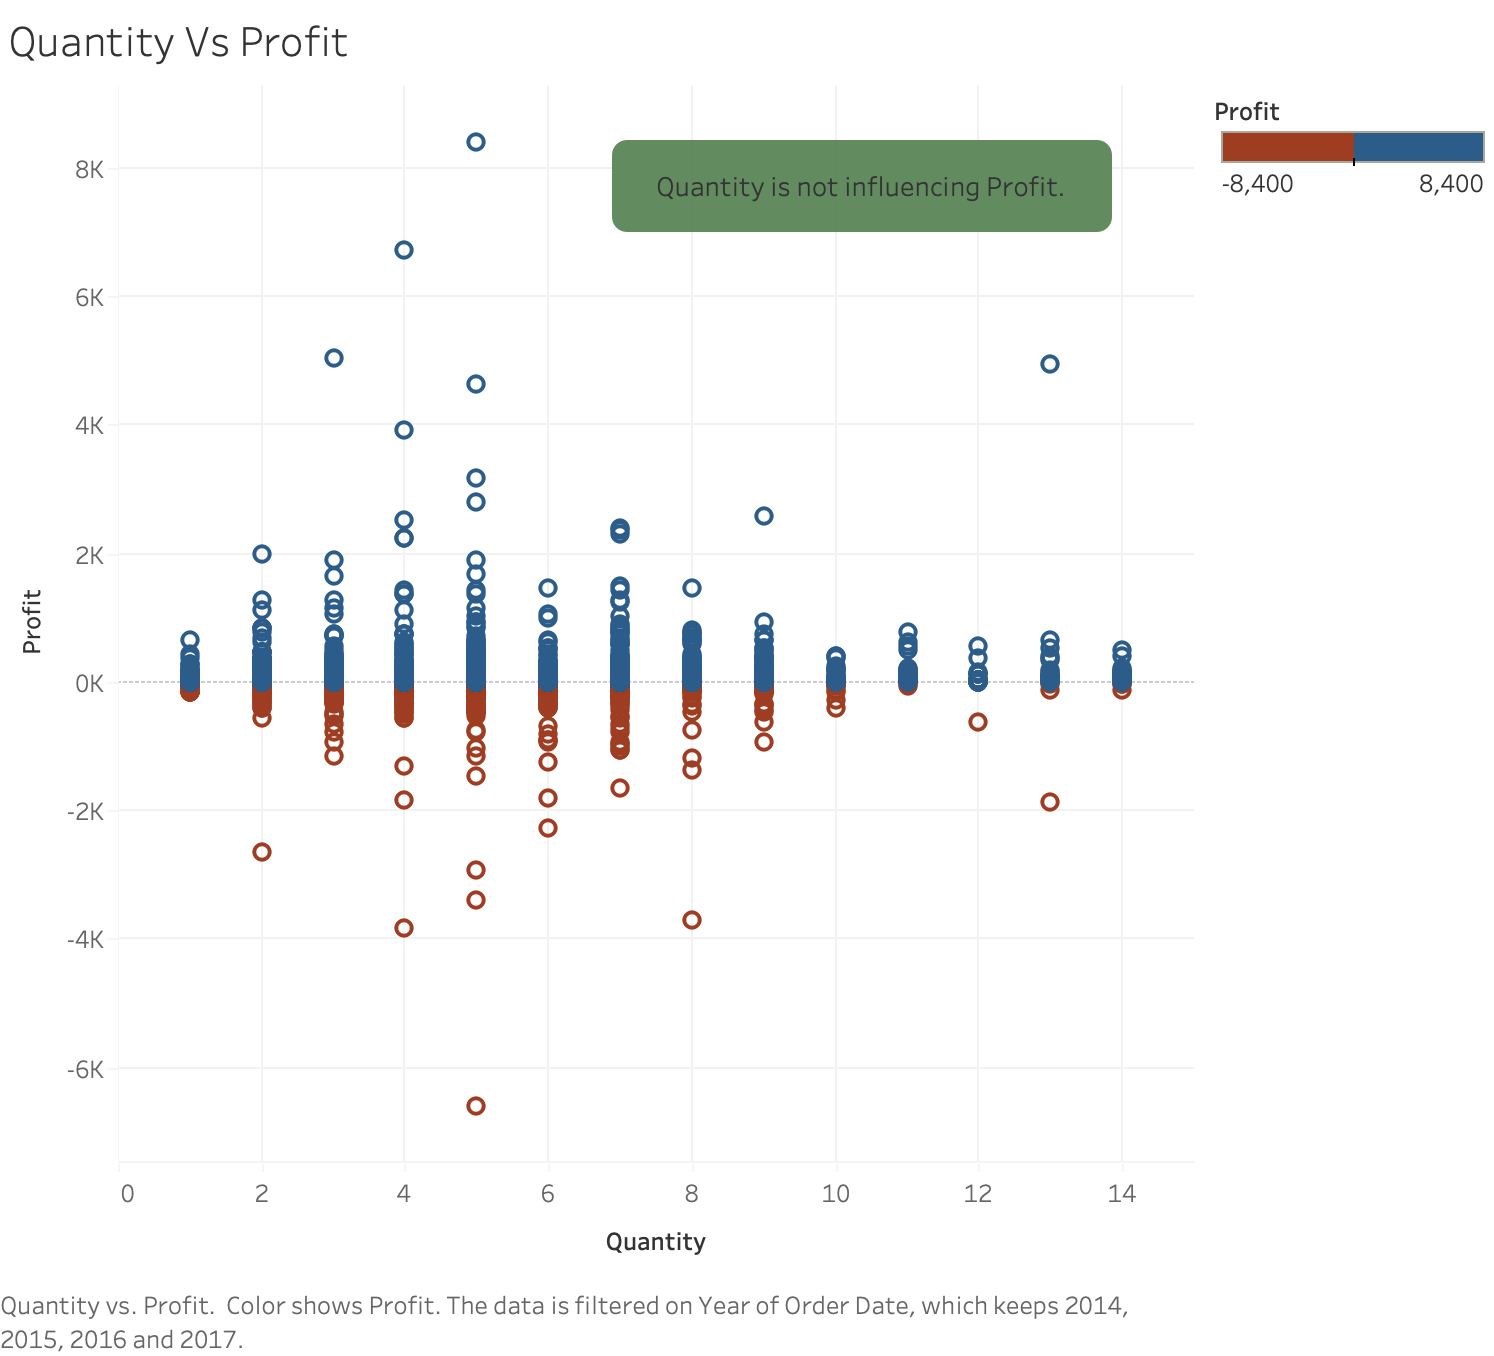 Quantity Vs Profit
Profit
-8,400 8,400
Quantity is not influencing Profit.
8K
6K
4K
2K
0K
-2K
-4K
-6K
Profit
0 2 4 6 8 10 12 14
Quantity
Quantity vs. Profit.  Color shows Profit. The data is filtered on Year of Order Date, which keeps 2014,
2015, 2016 and 2017.